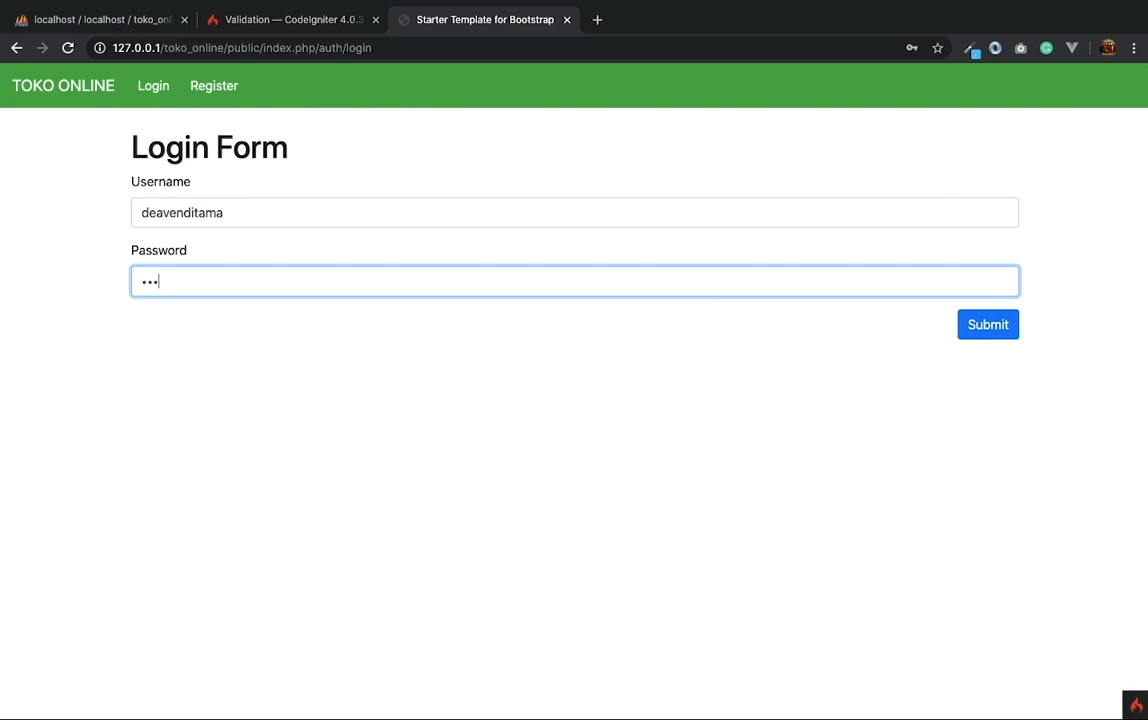 localhost / localhost / toko_onl
Validation — CodeIgniter 4.0.3
Starter Template for Bootstrap
127.0.0.1/toko_online/public/index.php/auth/login
TOKO ONLINE Login Register
Login Form
Username
deavenditama
Password
•••
Submit